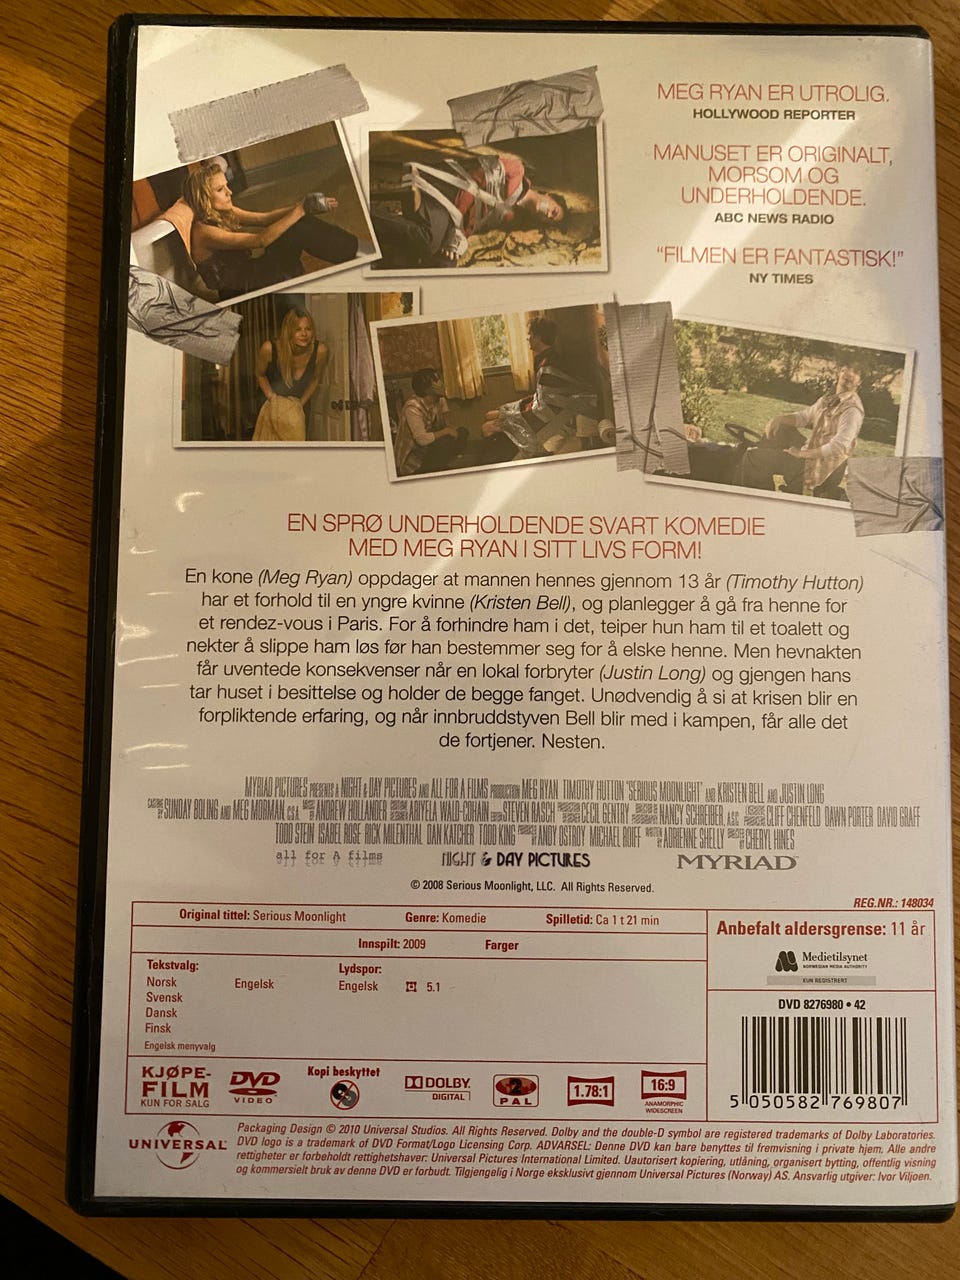 MEG RYAN ER UTROLIG.
HOLLYWOOD REPORTER
MANUSET ER ORIGINALT,
MORSOM OG
UNDERHOLDENDE.
ABC NEWS RADIO
“FILMEN ER FANTASTISK!”
NY TIMES
EN SPRØ UNDERHOLDENDE SVART KOMEDIE
MED MEG RYAN I SITT LIVS FORM!
En kone (Meg Ryan) oppdager at mannen hennes gjennom 13 år (Timothy Hutton)
har et forhold til en yngre kvinne (Kristen Bell), og planlegger å gå fra henne for
et rendez-vous i Paris. For å forhindre ham i det, teiper hun ham til et toalett og
nekter å slippe ham løs før han bestemmer seg for å elske henne. Men hevnakten
får uventede konsekvenser når en lokal forbryter (Justin Long) og gjengen hans
tar huset i besittelse og holder de begge fanget. Unødvendig å si at krisen blir en
forpliktende erfaring, og når innbruddstyven Bell blir med i kampen, får alle det
de fortjener. Nesten.
MYRIAD PICTURES PRESENTS A NIGHT & DAY PICTURES AND ALL FOR A FILMS PRODUCTION MEG RYAN TIMOTHY HUTTON "SERIOUS MOONLIGHT" AND KRISTEN BELL AND JUSTIN LONG
CASTING BY SUNDAY BOLING AND MEG MORMAN, C.S.A. ANDREW HOLLANDER ARIYELA WALD-COHAIN STEVEN RASCH CECIL GENTRY NANCY SCHREIBER, A.S.C. CLIFF CHENFELD DAWN PORTER DAVID GRAFF
TODD STEIN ISABEL ROSE RICK MILENTHAL DAN KATCHER TODD KING ANDY OSTROY MICHAEL ROIFF ADRIENNE SHELLY CHERYL HINES
all for A films NIGHT & DAY PICTURES MYRIAD
© 2008 Serious Moonlight, LLC. All Rights Reserved.
REG.NR.: 148034
Original tittel: Serious Moonlight Genre: Komedie Spilletid: Ca 1 t 21 min
Innspilt: 2009 Farger
Tekstvalg:
Norsk Engelsk
Svensk
Dansk
Finsk
Engelsk menyvalg
Lydspor:
Engelsk 5.1
Anbefalt aldersgrense: 11 år
Medietilsynet
NORWEGIAN MEDIA AUTHORITY
KUN REGISTRERT
DVD 8276980 • 42
5 050582 769807
KJØPE-
FILM
KUN FOR SALG
DVD
VIDEO
Kopi beskyttet
DOLBY
DIGITAL
2
PAL
1.78:1
16:9
ANAMORPHIC
WIDESCREEN
UNIVERSAL
Packaging Design © 2010 Universal Studios. All Rights Reserved. Dolby and the double-D symbol are registered trademarks of Dolby Laboratories.
DVD logo is a trademark of DVD Format/Logo Licensing Corp. ADVARSEL: Denne DVD kan bare benyttes til fremvisning i private hjem. Alle andre
rettigheter er forbeholdt rettighetshaver: Universal Pictures International Limited. Uautorisert kopiering, utlåning, organisert bytting, offentlig visning
og kommersielt bruk av denne DVD er forbudt. Tilgjengelig i Norge eksklusivt gjennom Universal Pictures (Norway) AS. Ansvarlig utgiver: Ivor Viljoen.